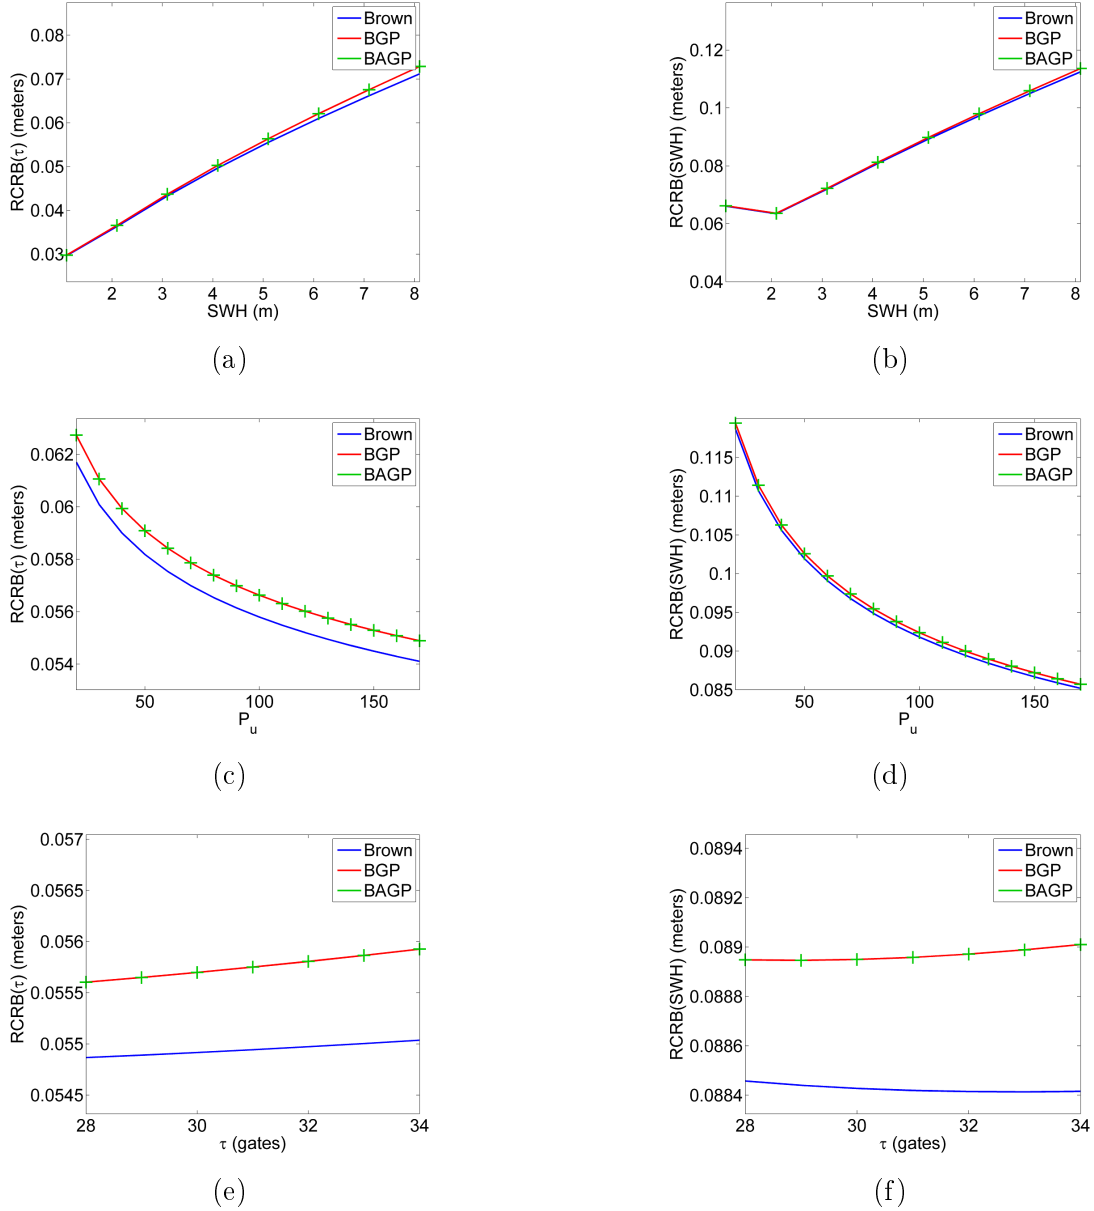 0.08
0.07
0.06
0.05
0.04
0.03
RCRB(τ) (meters)
2 3 4 5 6 7 8
SWH (m)
Brown
BGP
BAGP
(a)
0.12
0.1
0.08
0.06
0.04
RCRB(SWH) (meters)
2 3 4 5 6 7 8
SWH (m)
Brown
BGP
BAGP
(b)
0.062
0.06
0.058
0.056
0.054
RCRB(τ) (meters)
50 100 150
P_u
Brown
BGP
BAGP
(c)
0.115
0.11
0.105
0.1
0.095
0.09
0.085
RCRB(SWH) (meters)
50 100 150
P_u
Brown
BGP
BAGP
(d)
0.057
0.0565
0.056
0.0555
0.055
0.0545
RCRB(τ) (meters)
28 30 32 34
τ (gates)
Brown
BGP
BAGP
(e)
0.0894
0.0892
0.089
0.0888
0.0886
0.0884
RCRB(SWH) (meters)
28 30 32 34
τ (gates)
Brown
BGP
BAGP
(f)